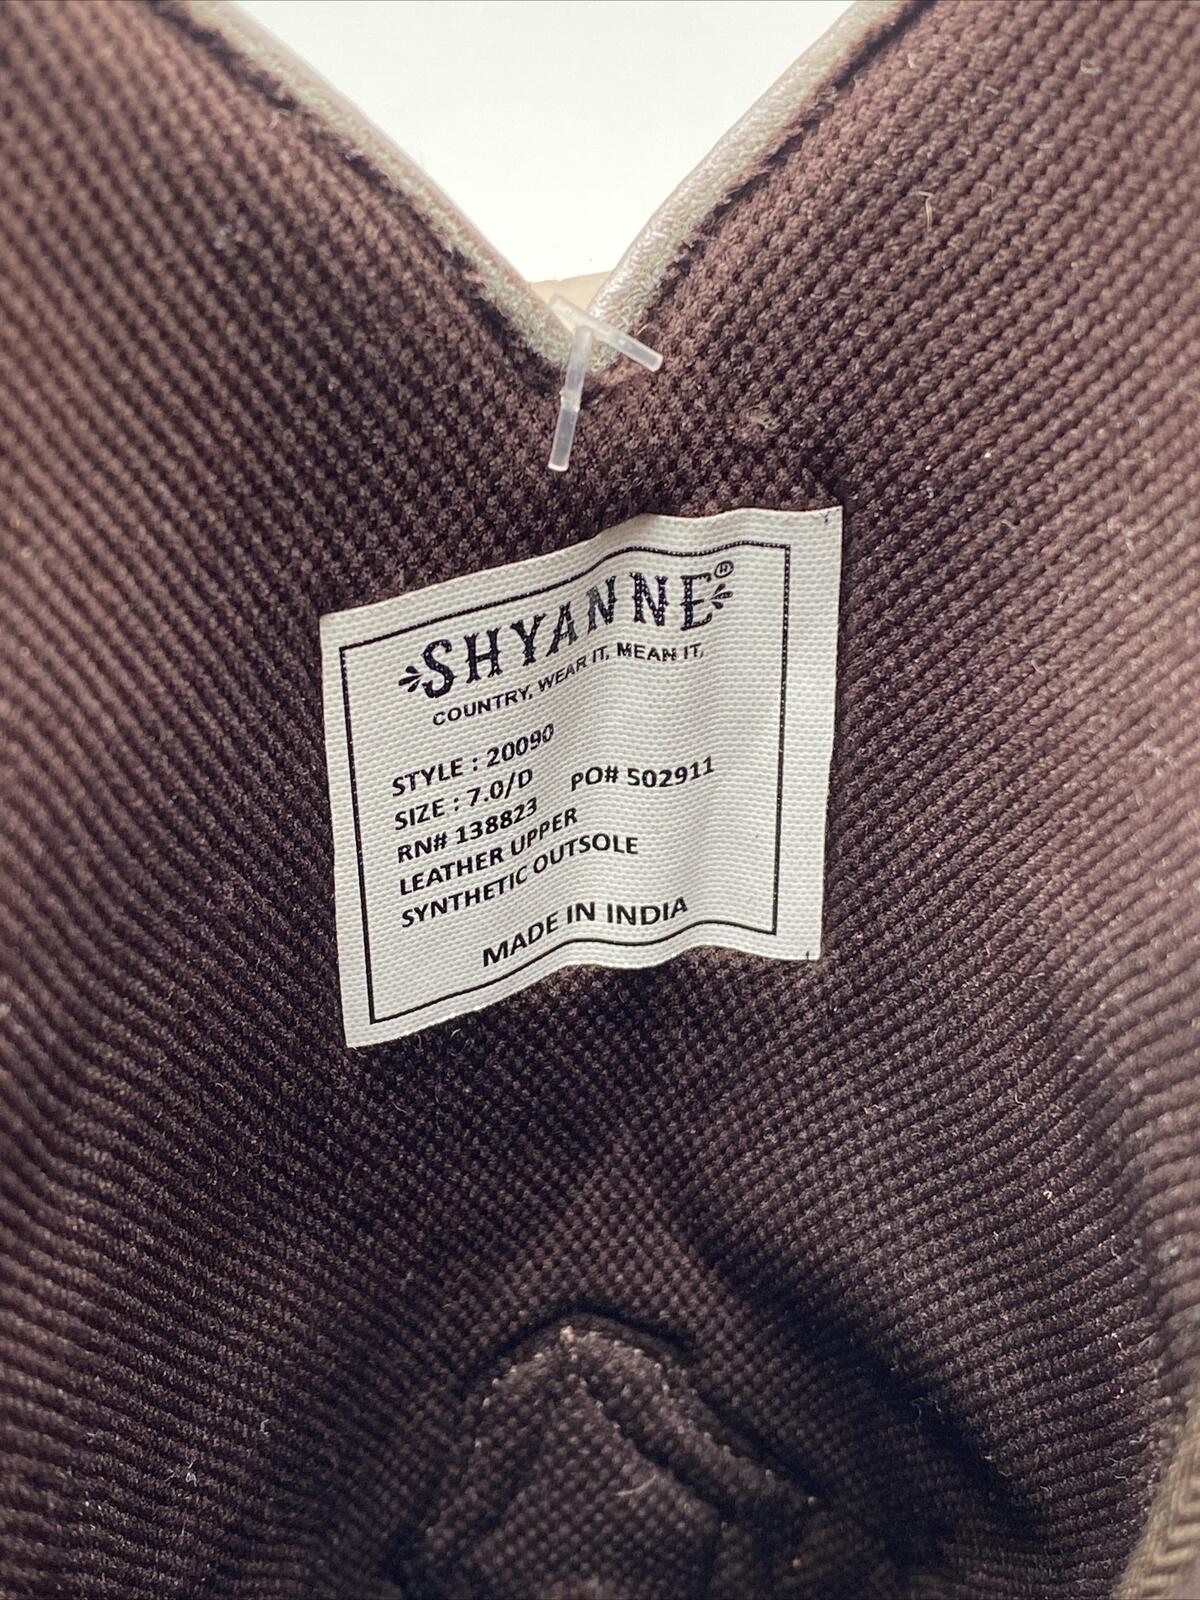 SHYANNE®
COUNTRY, WEAR IT, MEAN IT,
STYLE : 20090
SIZE : 7.0/D PO# 502911
RN# 138823
LEATHER UPPER
SYNTHETIC OUTSOLE
MADE IN INDIA